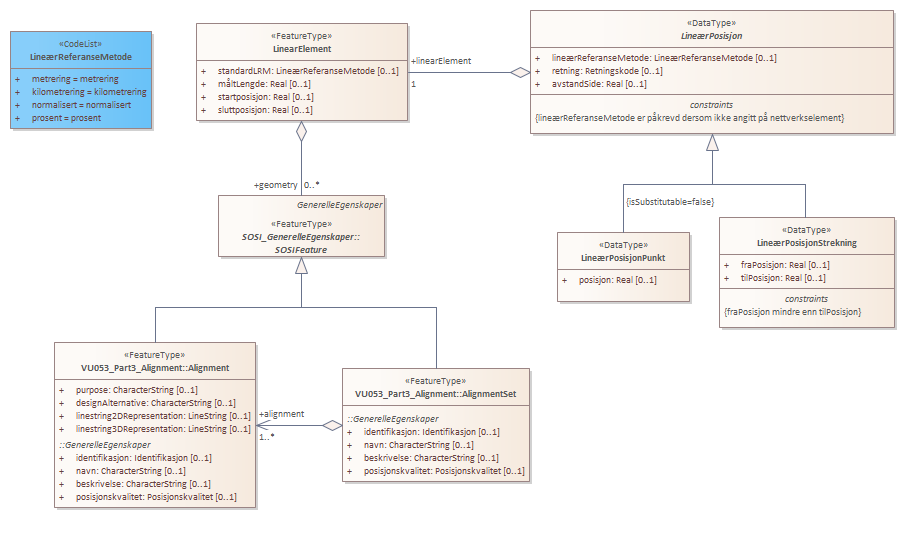 «CodeList»
LineærReferanseMetode
+ metrering = metrering
+ kilometrering = kilometrering
+ normalisert = normalisert
+ prosent = prosent
«FeatureType»
LinearElement
+ standardLRM: LineærReferanseMetode [0..1]
+ måltLengde: Real [0..1]
+ startposisjon: Real [0..1]
+ sluttposisjon: Real [0..1]
+linearElement
1
«DataType»
LineærPosisjon
+ lineærReferanseMetode: LineærReferanseMetode [0..1]
+ retning: Retningskode [0..1]
+ avstandSide: Real [0..1]
constraints
{lineærReferanseMetode er påkrevd dersom ikke angitt på nettverkselement}
+geometry 0..*
GenerelleEgenskaper
«FeatureType»
SOSI_GenerelleEgenskaper::
SOSIFeature
{isSubstitutable=false}
«DataType»
LineærPosisjonPunkt
+ posisjon: Real [0..1]
«DataType»
LineærPosisjonStrekning
+ fraPosisjon: Real [0..1]
+ tilPosisjon: Real [0..1]
constraints
{fraPosisjon mindre enn tilPosisjon}
«FeatureType»
VU053_Part3_Alignment::Alignment
+ purpose: CharacterString [0..1]
+ designAlternative: CharacterString [0..1]
+ linestring2DRepresentation: LineString [0..1]
+ linestring3DRepresentation: LineString [0..1]
::GenerelleEgenskaper
+ identifikasjon: Identifikasjon [0..1]
+ navn: CharacterString [0..1]
+ beskrivelse: CharacterString [0..1]
+ posisjonskvalitet: Posisjonskvalitet [0..1]
+alignment
1..*
«FeatureType»
VU053_Part3_Alignment::AlignmentSet
::GenerelleEgenskaper
+ identifikasjon: Identifikasjon [0..1]
+ navn: CharacterString [0..1]
+ beskrivelse: CharacterString [0..1]
+ posisjonskvalitet: Posisjonskvalitet [0..1]